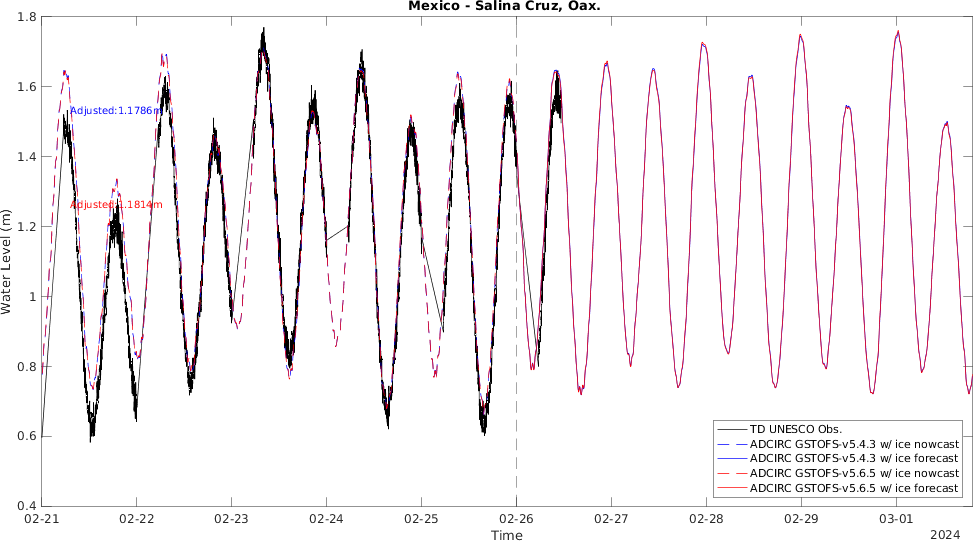 Mexico - Salina Cruz, Oax.
1.8
1.6
1.4
1.2
1
0.8
0.6
0.4
Water Level (m)
Adjusted:1.1786m
Adjusted:1.1814m
TD UNESCO Obs.
ADCIRC GSTOFS-v5.4.3 w/ ice nowcast
ADCIRC GSTOFS-v5.4.3 w/ ice forecast
ADCIRC GSTOFS-v5.6.5 w/ ice nowcast
ADCIRC GSTOFS-v5.6.5 w/ ice forecast
02-21 02-22 02-23 02-24 02-25 02-26 02-27 02-28 02-29 03-01
Time
2024